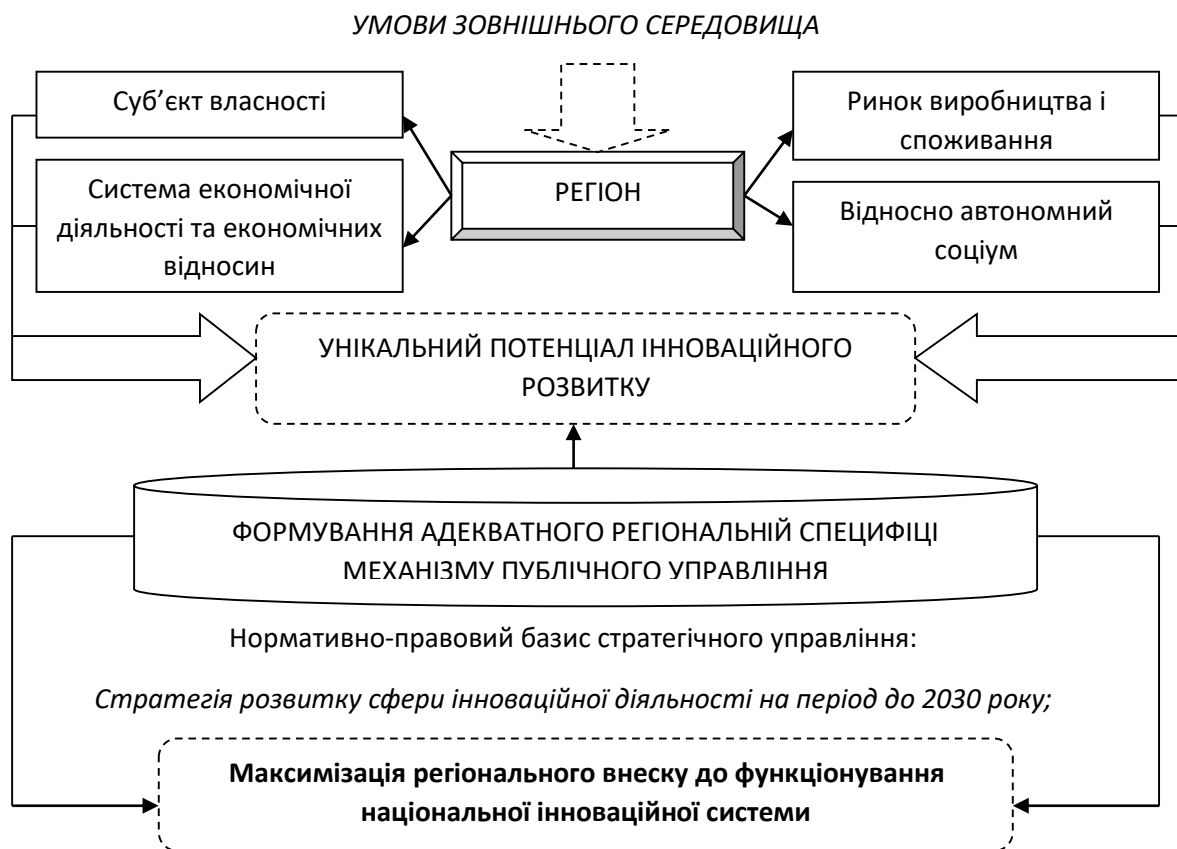 УМОВИ ЗОВНІШНЬОГО СЕРЕДОВИЩА
Суб’єкт власності
Система економічної
діяльності та економічних
відносин
РЕГІОН
Ринок виробництва і
споживання
Відносно автономний
соціум
УНІКАЛЬНИЙ ПОТЕНЦІАЛ ІННОВАЦІЙНОГО
РОЗВИТКУ
ФОРМУВАННЯ АДЕКВАТНОГО РЕГІОНАЛЬНІЙ СПЕЦИФІЦІ
МЕХАНІЗМУ ПУБЛІЧНОГО УПРАВЛІННЯ
Нормативно-правовий базис стратегічного управління:
Стратегія розвитку сфери інноваційної діяльності на період до 2030 року;
Максимізація регіонального внеску до функціонування
національної інноваційної системи